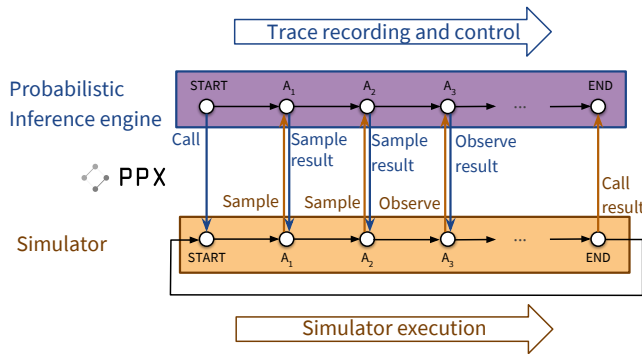 Trace recording and control
Probabilistic
Inference engine
START A1 A2 A3 ... END
Call
Sample
result
Sample
result
Observe
result
PPX
Sample Sample Observe
Call
result
Simulator
...
START A1 A2 A3 END
Simulator execution